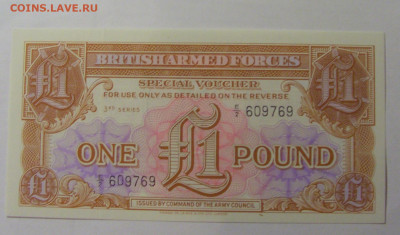 COINS.LAVE.RU
BRITISH ARMED FORCES
SPECIAL VOUCHER
FOR USE ONLY AS DETAILED ON THE REVERSE
£1 £1
3RD SERIES
E/7 609769
£1
ONE POUND
E/7 609769
£1 £1
ISSUED BY COMMAND OF THE ARMY COUNCIL